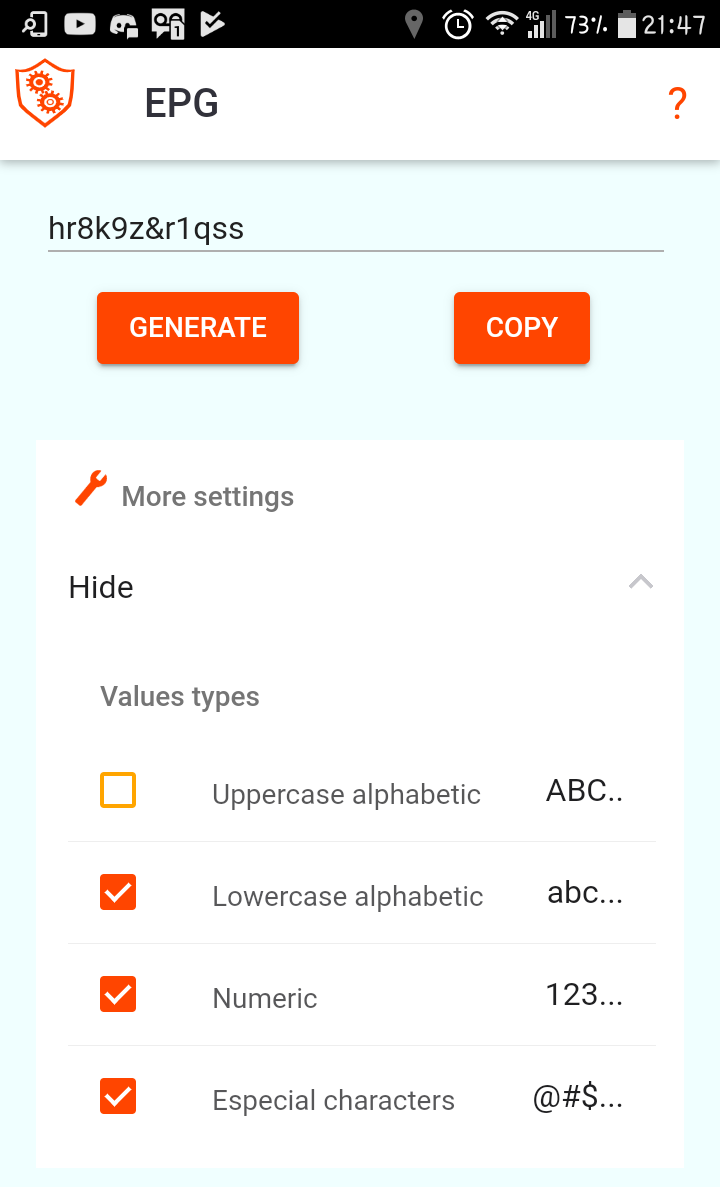 4G 73% 21:47
1
EPG ?
hr8k9z&r1qss
GENERATE COPY
More settings
Hide
Values types
Uppercase alphabetic ABC..
Lowercase alphabetic abc...
Numeric 123...
Especial characters @#$...